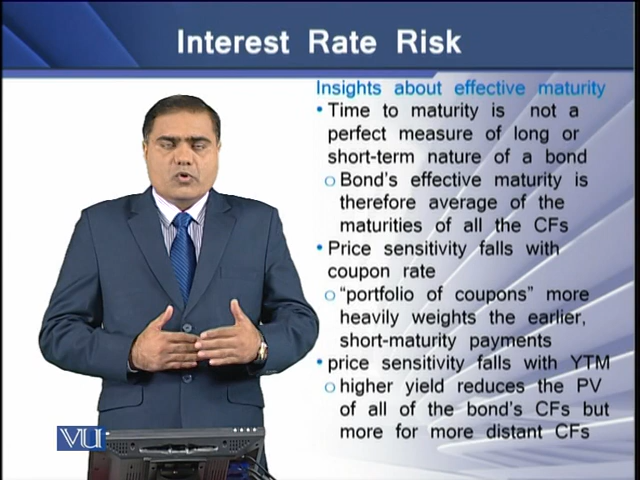 Interest Rate Risk
Insights about effective maturity
• Time to maturity is not a
perfect measure of long or
short-term nature of a bond
o Bond's effective maturity is
therefore average of the
maturities of all the CFs
• Price sensitivity falls with
coupon rate
o "portfolio of coupons" more
heavily weights the earlier,
short-maturity payments
• price sensitivity falls with YTM
o higher yield reduces the PV
of all of the bond's CFs but
more for more distant CFs
VU